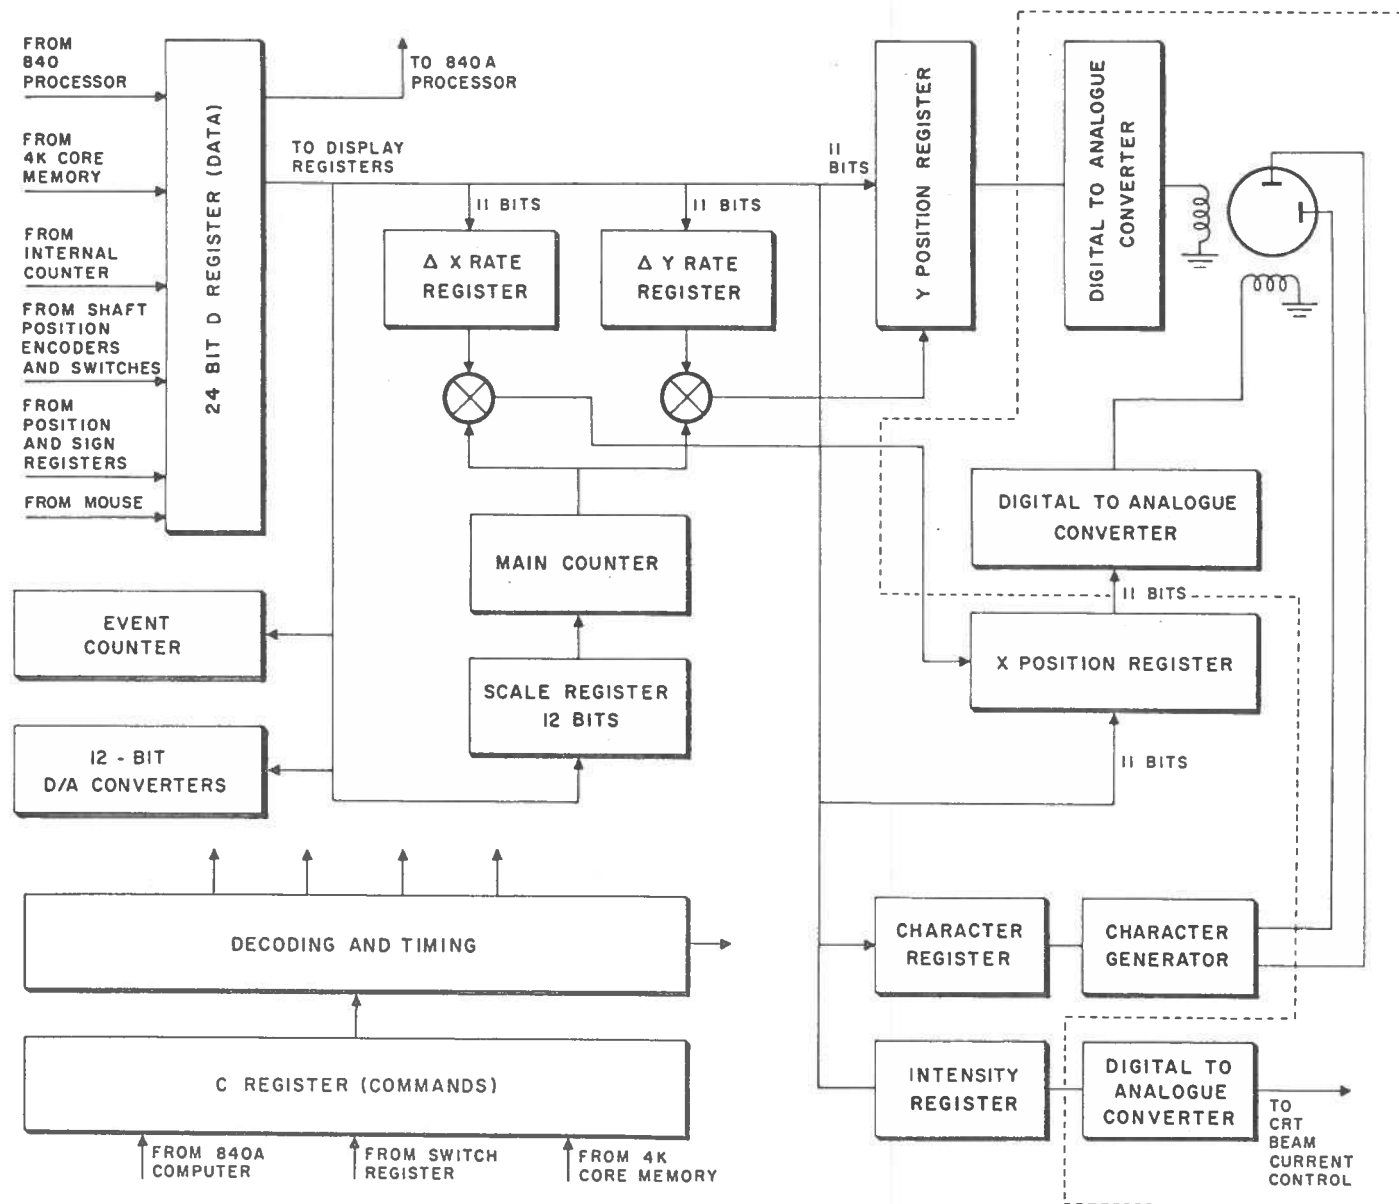 FROM
840
PROCESSOR
TO 840A
PROCESSOR
FROM
4K CORE
MEMORY
TO DISPLAY
REGISTERS
FROM
INTERNAL
COUNTER
FROM SHAFT
POSITION
ENCODERS
AND SWITCHES
FROM
POSITION
AND SIGN
REGISTERS
FROM MOUSE
24 BIT D REGISTER (DATA)
11 BITS
11 BITS
11
BITS
Δ X RATE
REGISTER
Δ Y RATE
REGISTER
Y POSITION REGISTER
DIGITAL TO ANALOGUE
CONVERTER
DIGITAL TO ANALOGUE
CONVERTER
MAIN COUNTER
11 BITS
EVENT
COUNTER
X POSITION REGISTER
SCALE REGISTER
12 BITS
12 - BIT
D/A CONVERTERS
11 BITS
DECODING AND TIMING
CHARACTER
REGISTER
CHARACTER
GENERATOR
C REGISTER (COMMANDS)
INTENSITY
REGISTER
DIGITAL TO
ANALOGUE
CONVERTER
TO
CRT
BEAM
CURRENT
CONTROL
FROM 840A
COMPUTER
FROM SWITCH
REGISTER
FROM 4K
CORE MEMORY